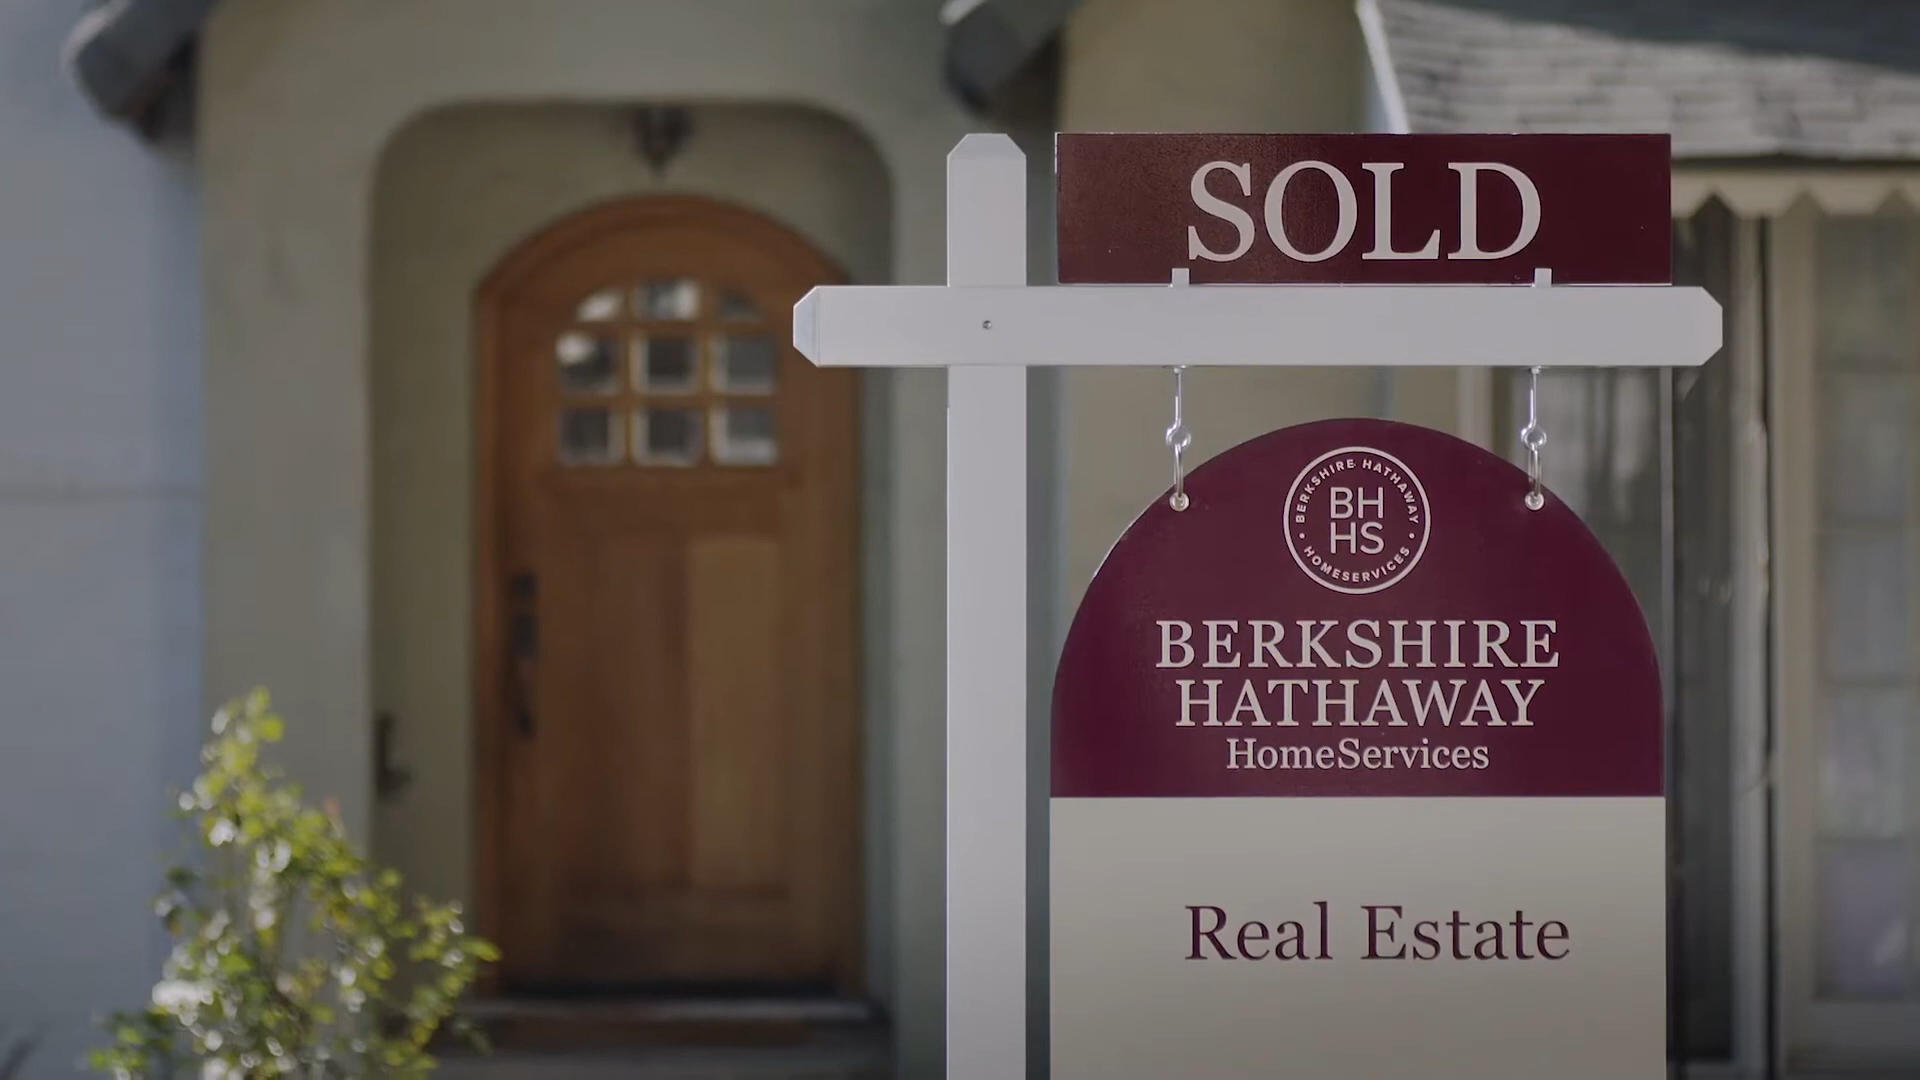 SOLD
BERKSHIRE HATHAWAY
BH
HS
HOMESERVICES
BERKSHIRE
HATHAWAY
HomeServices
Real Estate